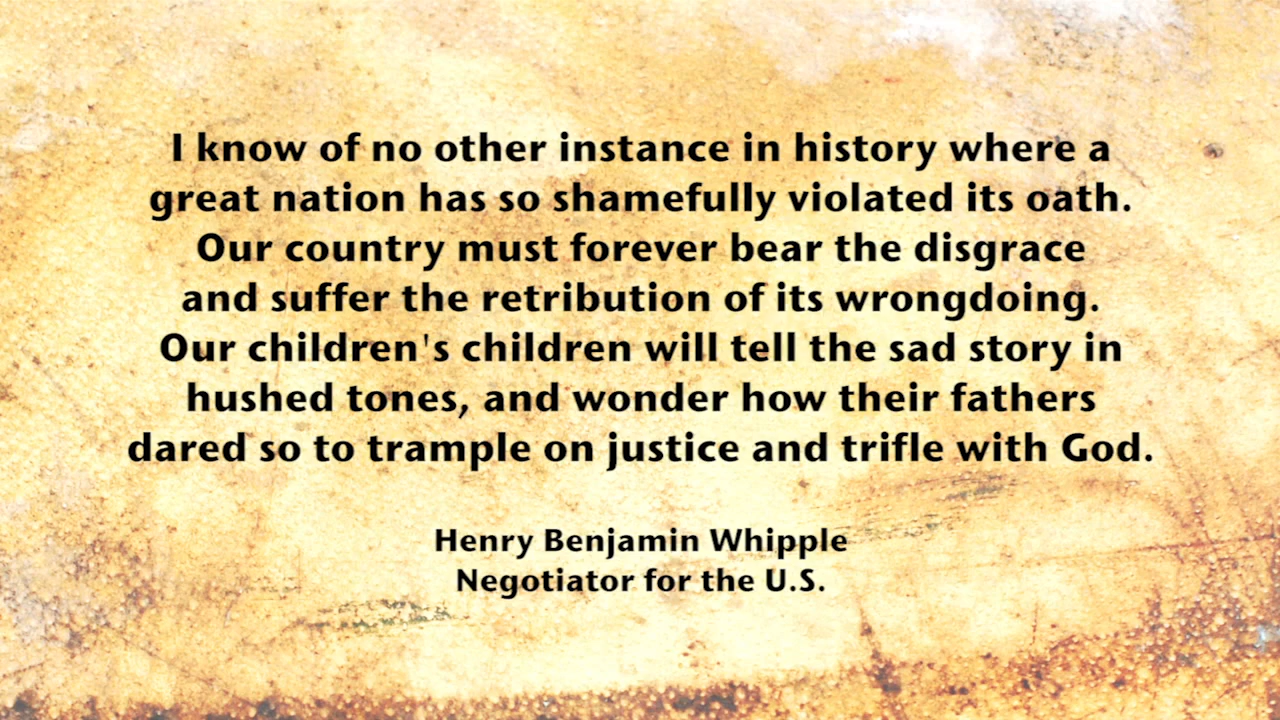 I know of no other instance in history where a
great nation has so shamefully violated its oath.
Our country must forever bear the disgrace
and suffer the retribution of its wrongdoing.
Our children's children will tell the sad story in
hushed tones, and wonder how their fathers
dared so to trample on justice and trifle with God.
Henry Benjamin Whipple
Negotiator for the U.S.